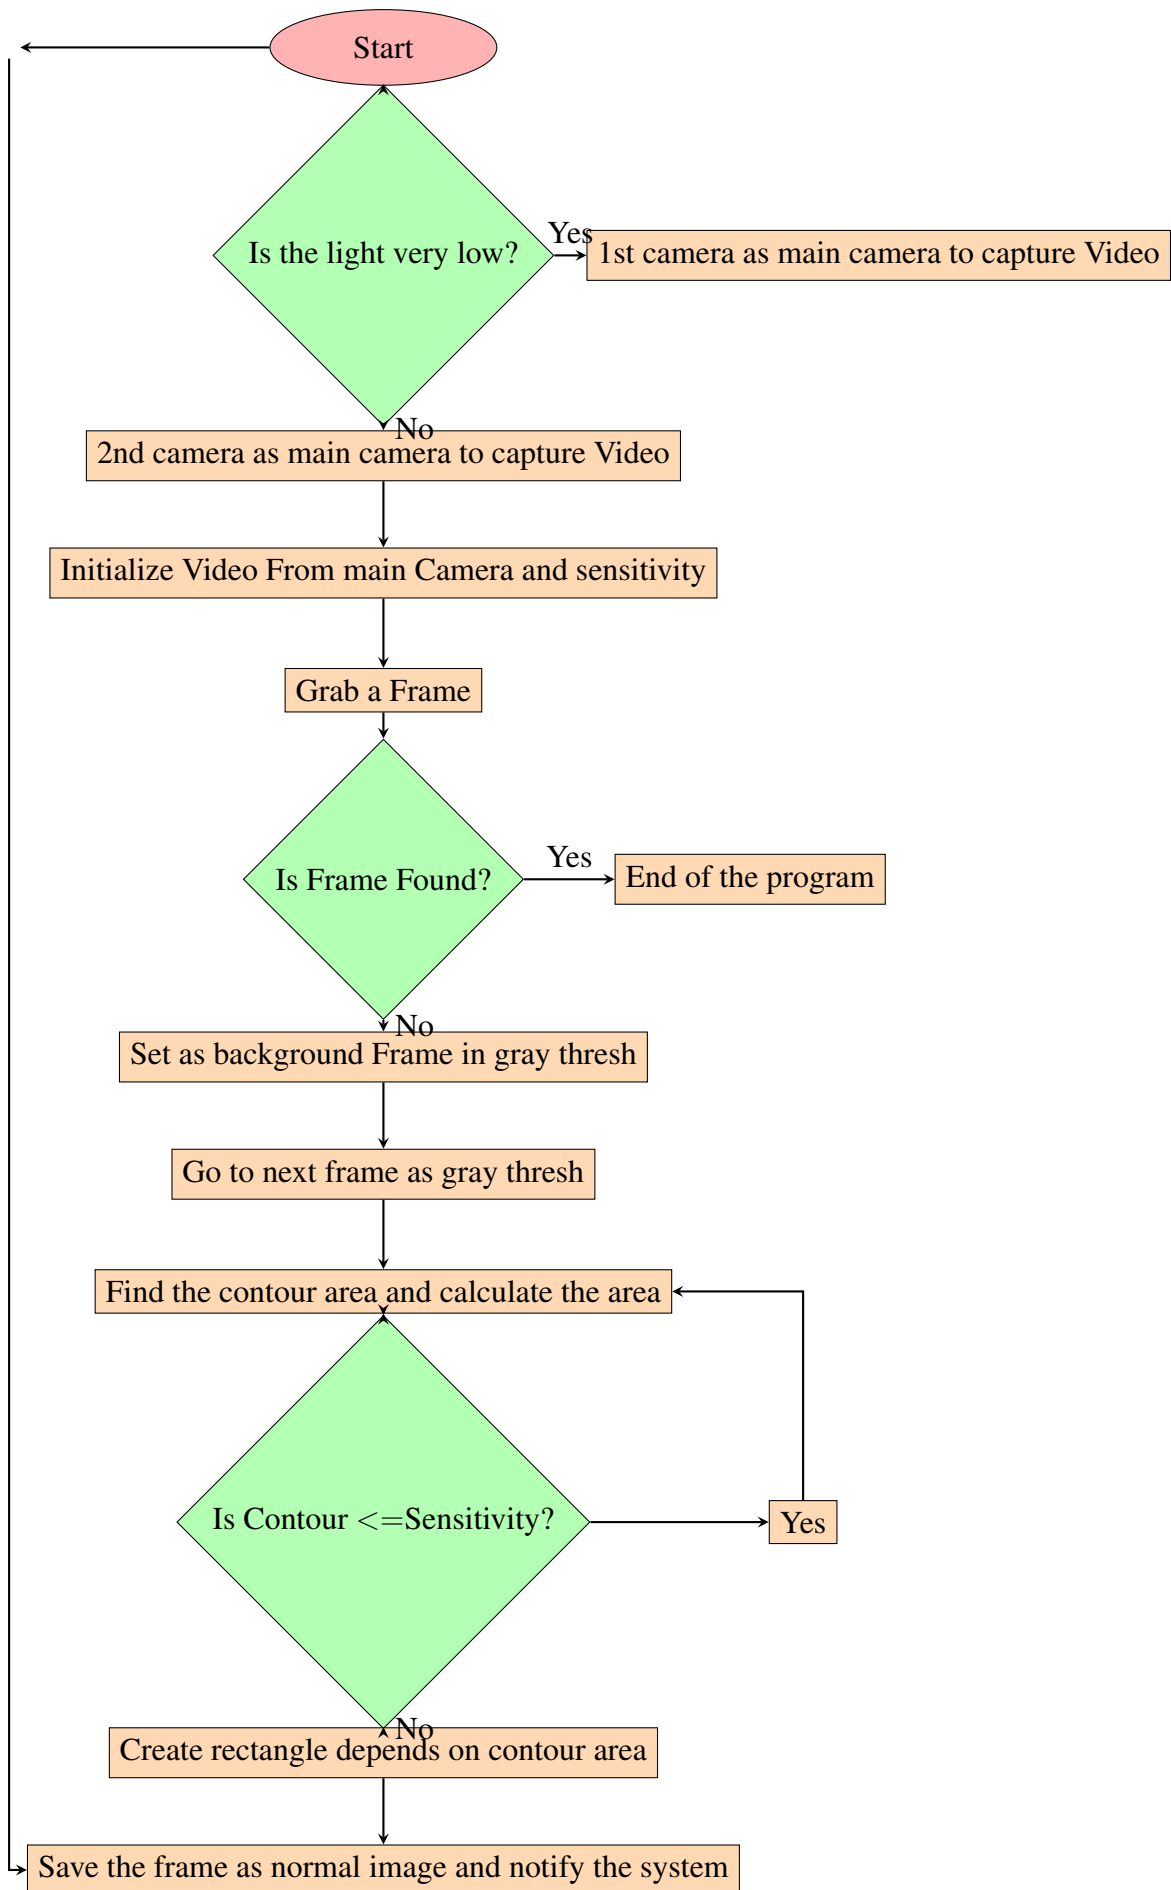 Start
Is the light very low?
Yes
1st camera as main camera to capture Video
No
2nd camera as main camera to capture Video
Initialize Video From main Camera and sensitivity
Grab a Frame
Is Frame Found?
Yes
End of the program
No
Set as background Frame in gray thresh
Go to next frame as gray thresh
Find the contour area and calculate the area
Is Contour <=Sensitivity?
Yes
No
Create rectangle depends on contour area
Save the frame as normal image and notify the system